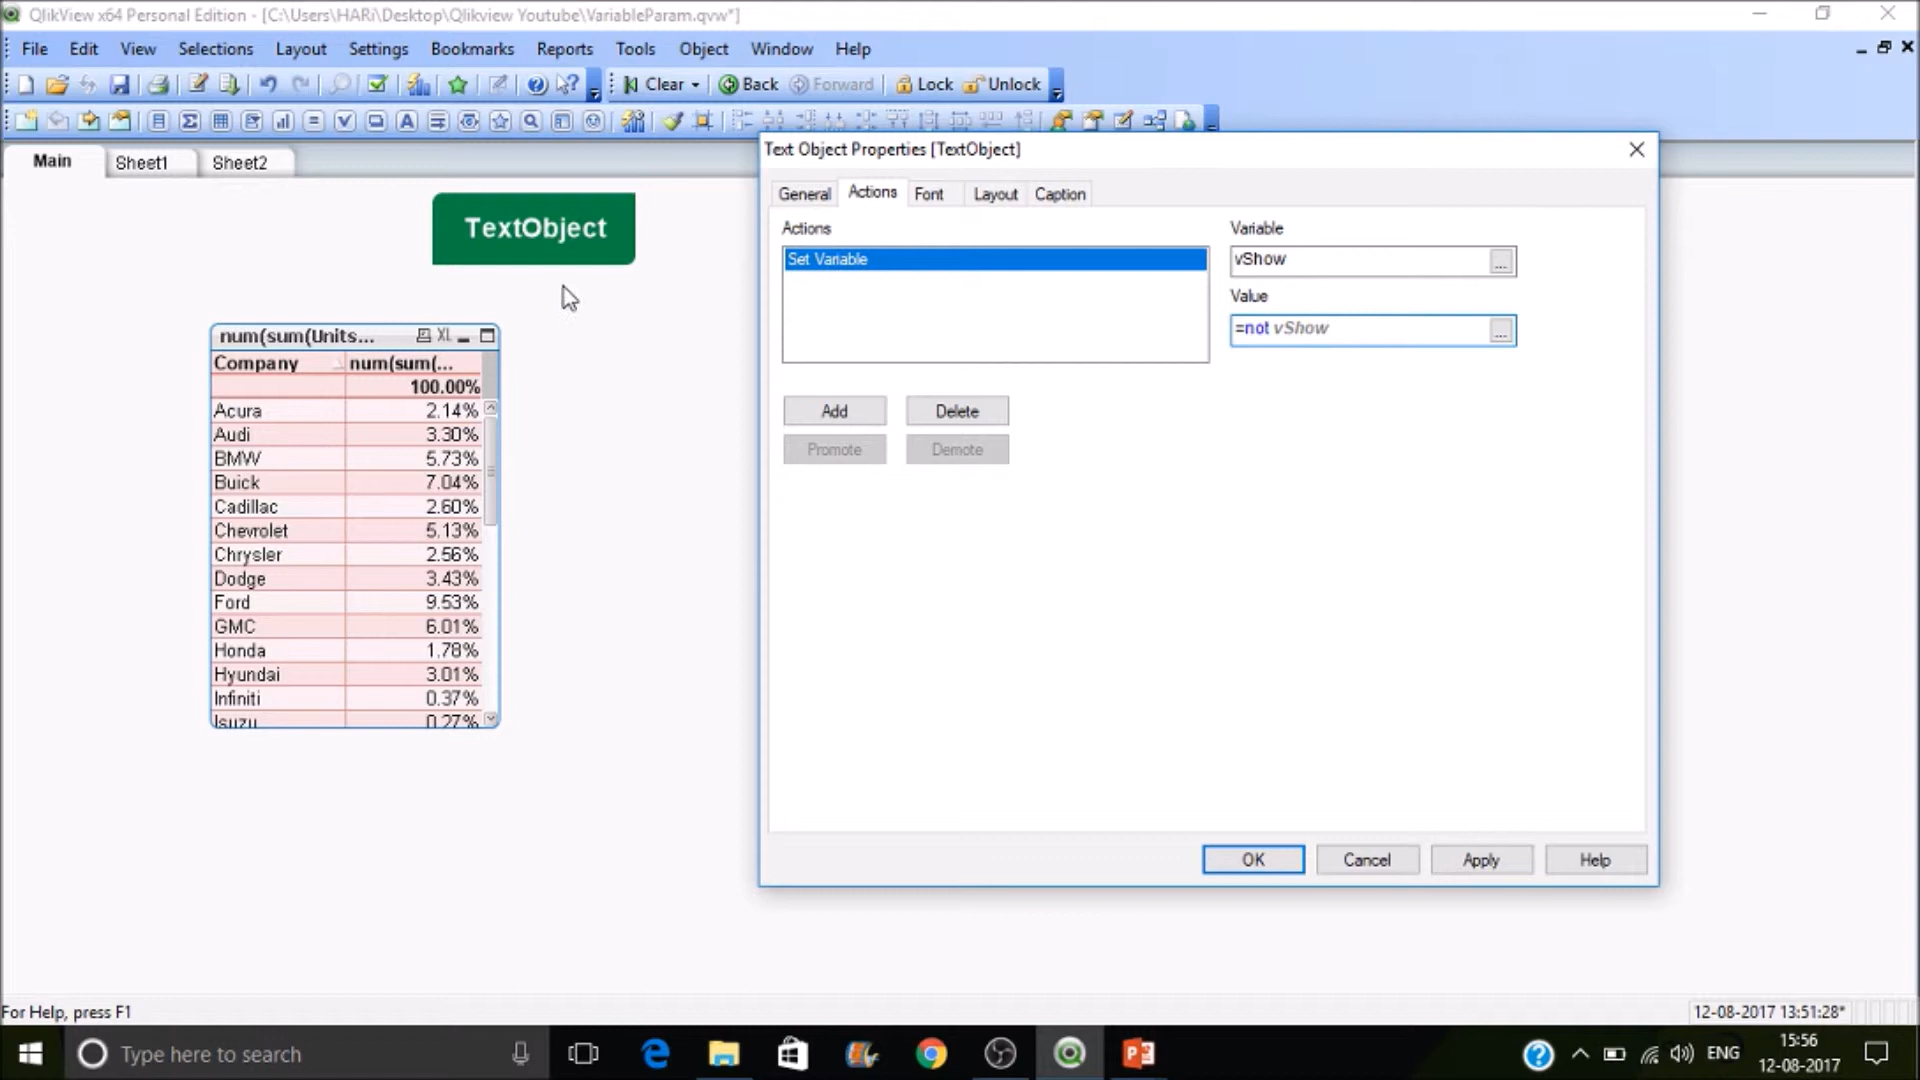 QlikView x64 Personal Edition - [C:\Users\HARi\Desktop\Qlikview Youtube\VariableParam.qvw*]
File Edit View Selections Layout Settings Bookmarks Reports Tools Object Window Help
Clear Back Forward Lock Unlock
Main Sheet1 Sheet2
TextObject
num(sum(Units... XL
Company num(sum(...
100.00%
Acura 2.14%
Audi 3.30%
BMW 5.73%
Buick 7.04%
Cadillac 2.60%
Chevrolet 5.13%
Chrysler 2.56%
Dodge 3.43%
Ford 9.53%
GMC 6.01%
Honda 1.78%
Hyundai 3.01%
Infiniti 0.37%
Isuzu 0.27%
Text Object Properties [TextObject]
General Actions Font Layout Caption
Actions
Set Variable
Variable
vShow ...
Value
=not vShow ...
Add Delete
Promote Demote
OK Cancel Apply Help
For Help, press F1
12-08-2017 13:51:28*
Type here to search
ENG
15:56
12-08-2017